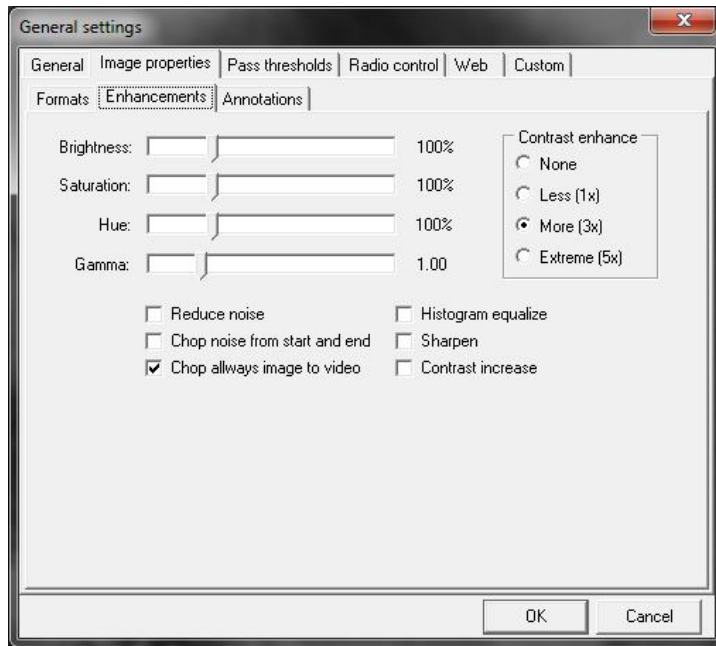 General settings
General Image properties Pass thresholds Radio control Web Custom
Formats Enhancements Annotations
Brightness: 100%
Saturation: 100%
Hue: 100%
Gamma: 1.00
Contrast enhance
None
Less (1x)
More (3x)
Extreme (5x)
Reduce noise Histogram equalize
Chop noise from start and end Sharpen
Chop allways image to video Contrast increase
OK Cancel